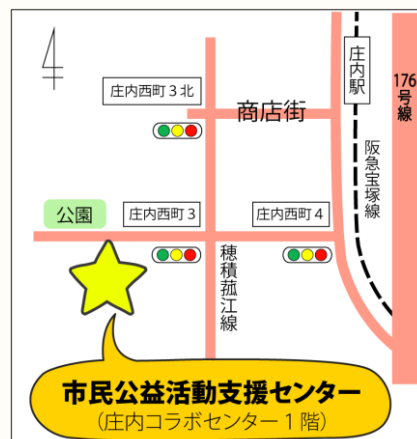 庄内西町3北
商店街
庄内駅
176号線
阪急宝塚線
公園
庄内西町3
庄内西町4
穂積菰江線
市民公益活動支援センター
(庄内コラボセンター1階)